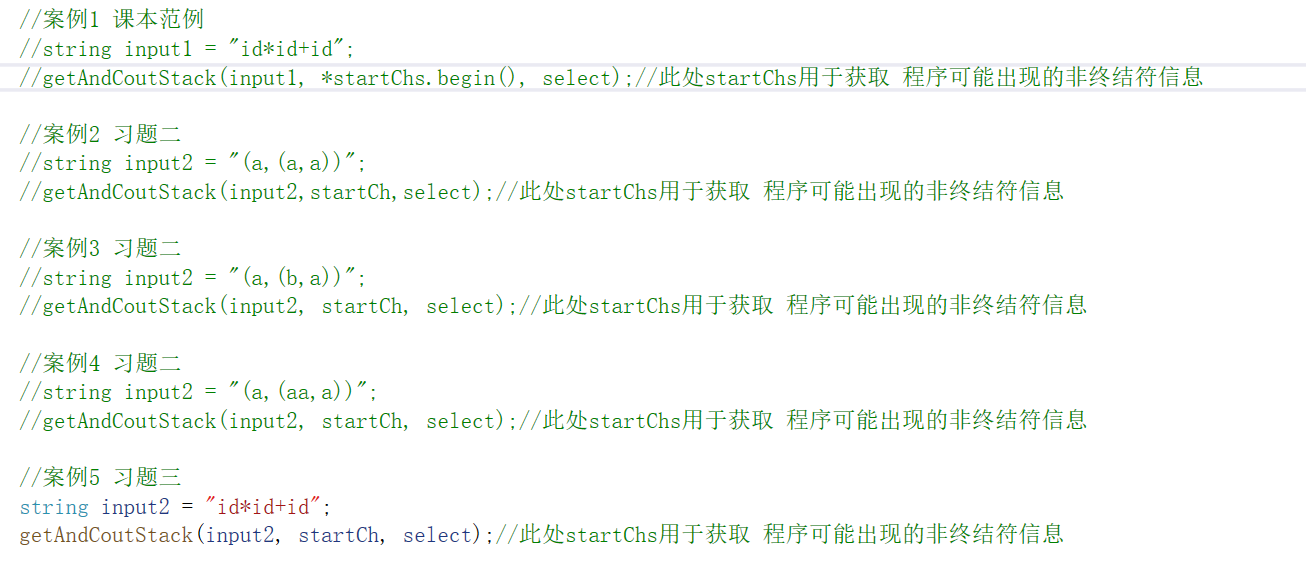 //案例1 课本范例
//string input1 = "id*id+id";
//getAndCoutStack(input1, *startChs.begin(), select);//此处startChs用于获取 程序可能出现的非终结符信息
//案例2 习题二
//string input2 = "(a,(a,a))";
//getAndCoutStack(input2,startCh,select);//此处startChs用于获取 程序可能出现的非终结符信息
//案例3 习题二
//string input2 = "(a,(b,a))";
//getAndCoutStack(input2, startCh, select);//此处startChs用于获取 程序可能出现的非终结符信息
//案例4 习题二
//string input2 = "(a,(aa,a))";
//getAndCoutStack(input2, startCh, select);//此处startChs用于获取 程序可能出现的非终结符信息
//案例5 习题三
string input2 = "id*id+id";
getAndCoutStack(input2, startCh, select);//此处startChs用于获取 程序可能出现的非终结符信息